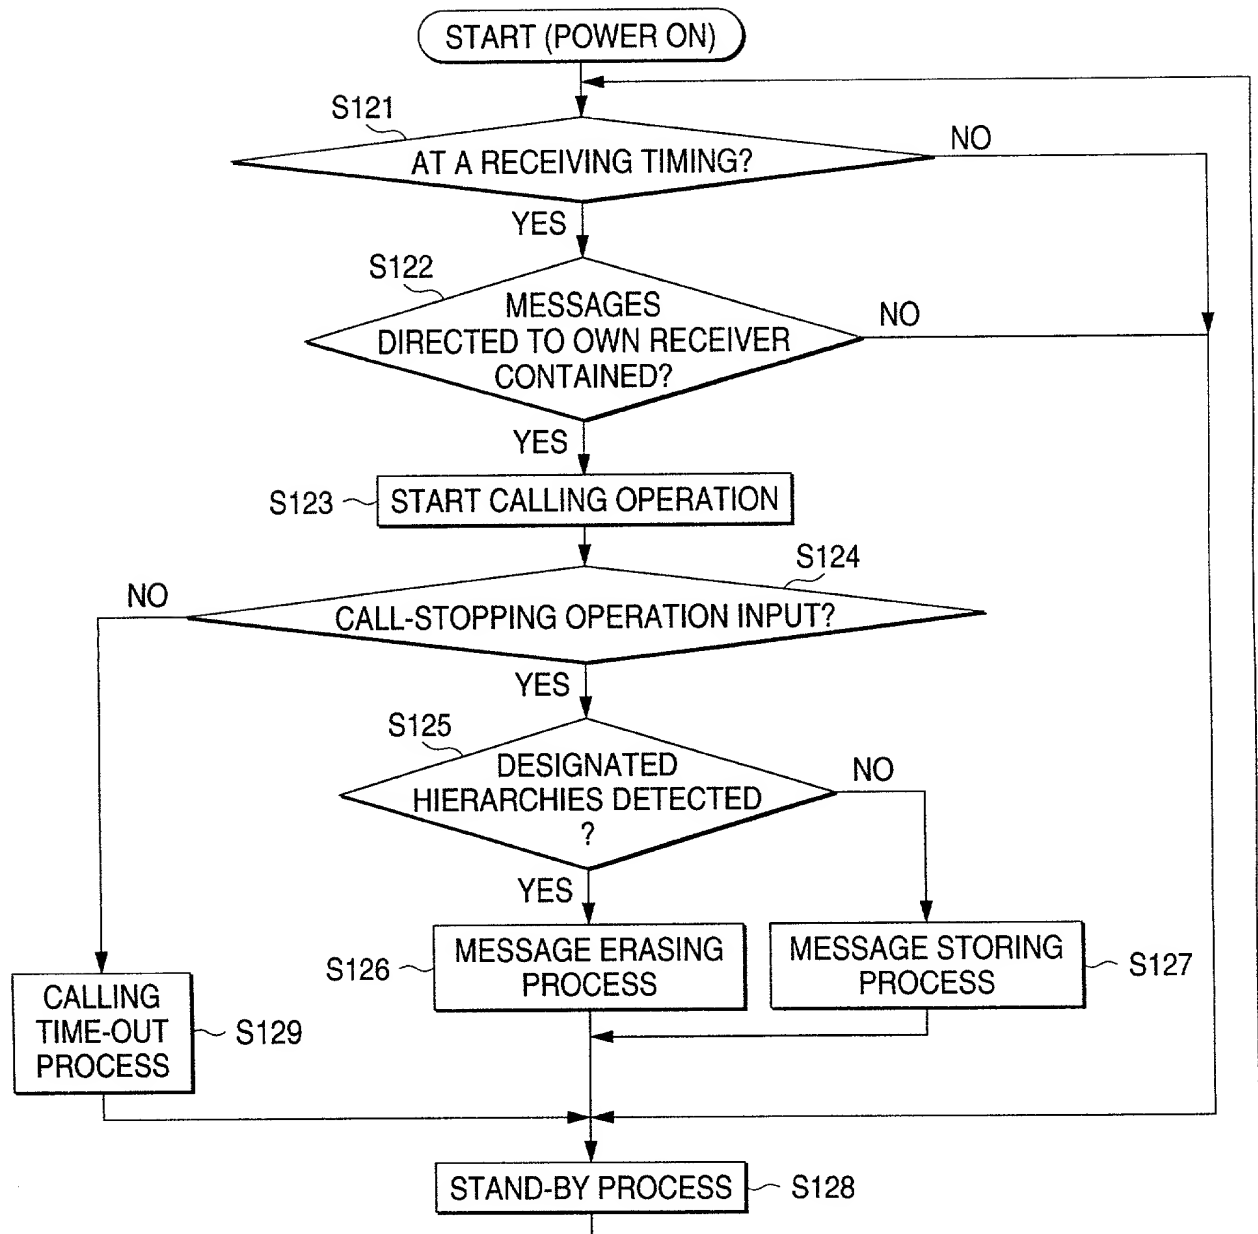 START (POWER ON)
S121
AT A RECEIVING TIMING?
NO
YES
S122
MESSAGES
DIRECTED TO OWN RECEIVER
CONTAINED?
NO
YES
S123
START CALLING OPERATION
S124
NO
CALL-STOPPING OPERATION INPUT?
YES
S125
DESIGNATED
HIERARCHIES DETECTED
?
NO
YES
S126
MESSAGE ERASING
PROCESS
MESSAGE STORING
PROCESS
S127
CALLING
TIME-OUT
PROCESS
S129
STAND-BY PROCESS
S128